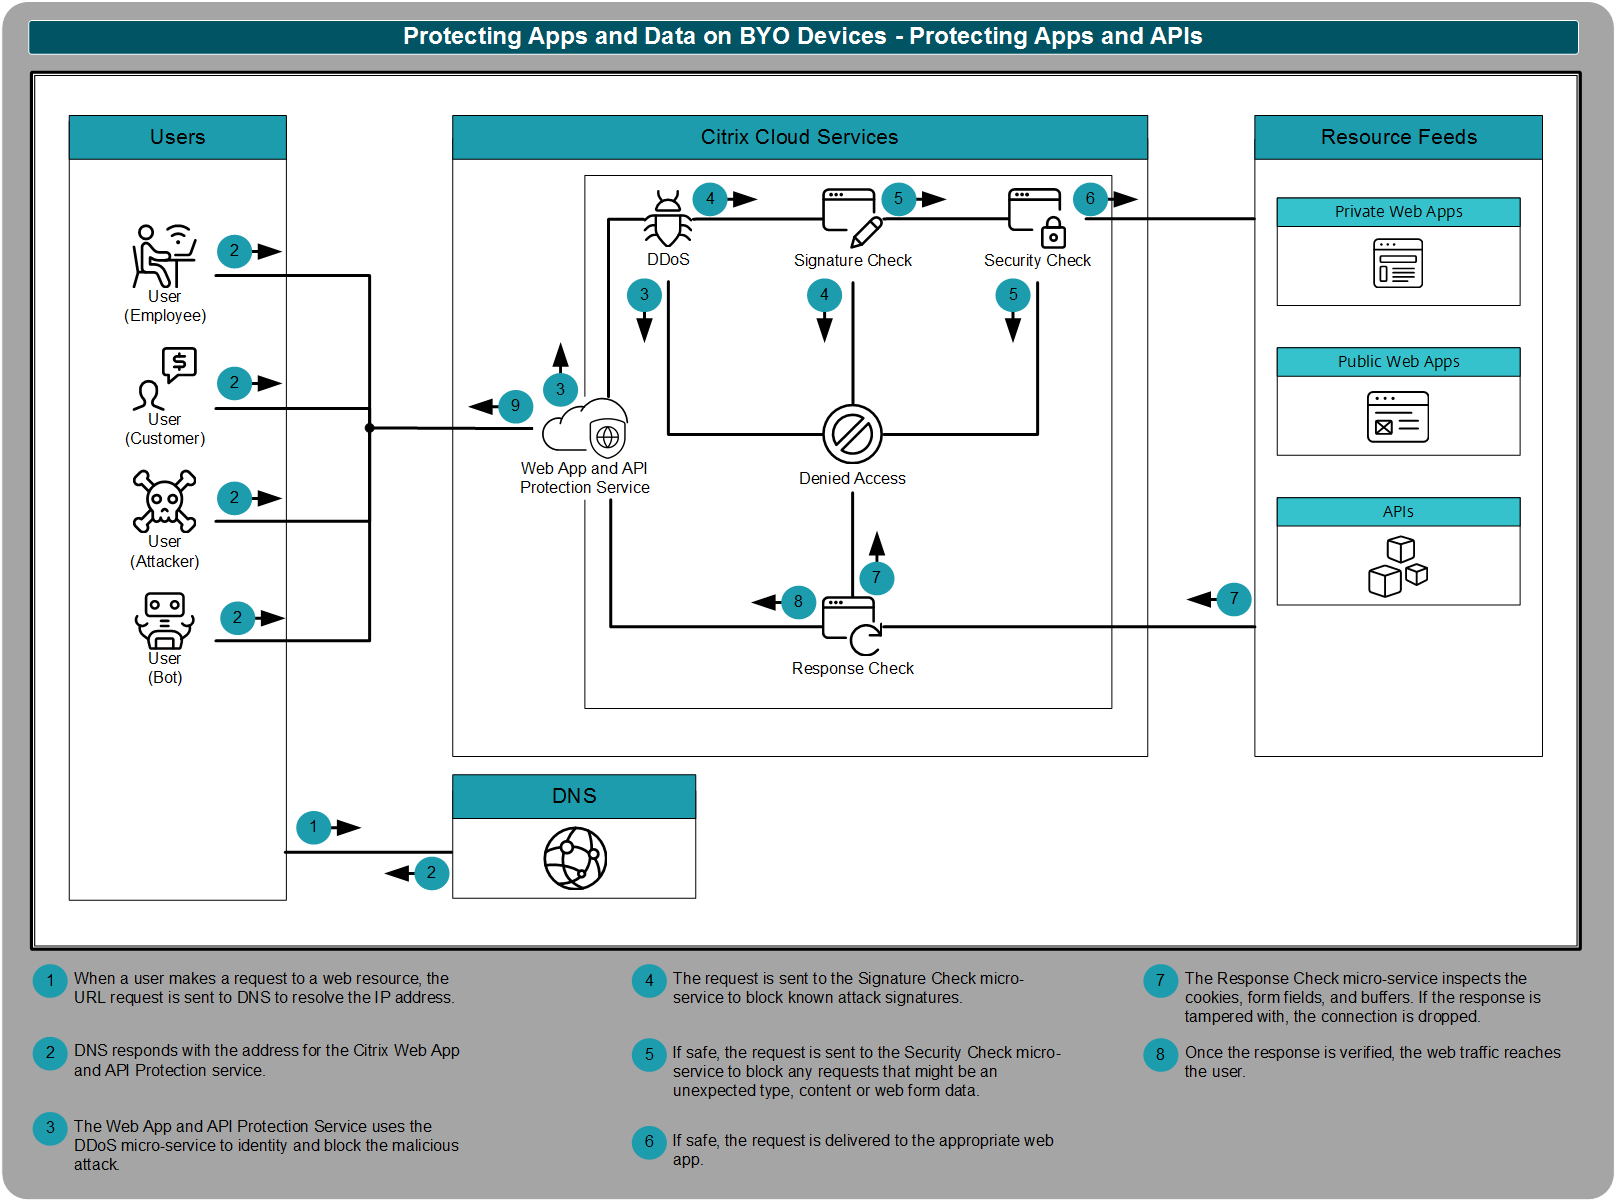 Protecting Apps and Data on BYO Devices - Protecting Apps and APIs
Users
2
User
(Employee)
2
User
(Customer)
2
User
(Attacker)
2
User
(Bot)
Citrix Cloud Services
4
5
6
DDoS
Signature Check
Security Check
3
4
5
3
9
Web App and API
Protection Service
Denied Access
7
8
Response Check
7
Resource Feeds
Private Web Apps
Public Web Apps
APIs
DNS
1
2
1
When a user makes a request to a web resource, the
URL request is sent to DNS to resolve the IP address.
2
DNS responds with the address for the Citrix Web App
and API Protection service.
3
The Web App and API Protection Service uses the
DDoS micro-service to identity and block the malicious
attack.
4
The request is sent to the Signature Check micro-
service to block known attack signatures.
5
If safe, the request is sent to the Security Check micro-
service to block any requests that might be an
unexpected type, content or web form data.
6
If safe, the request is delivered to the appropriate web
app.
7
The Response Check micro-service inspects the
cookies, form fields, and buffers. If the response is
tampered with, the connection is dropped.
8
Once the response is verified, the web traffic reaches
the user.